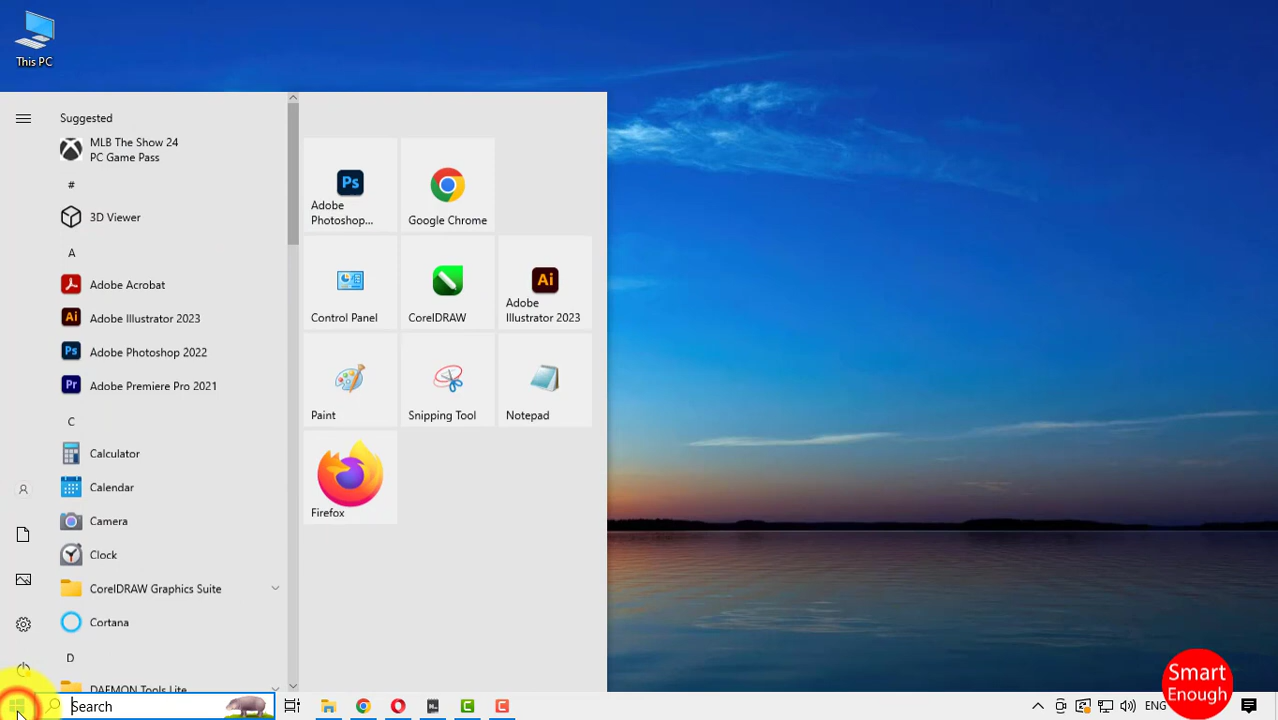 This PC
Suggested
MLB The Show 24
PC Game Pass
#
3D Viewer
A
Adobe Acrobat
Adobe Illustrator 2023
Adobe Photoshop 2022
Adobe Premiere Pro 2021
C
Calculator
Calendar
Camera
Clock
CorelDRAW Graphics Suite
Cortana
D
DAEMON Tools Lite
Ps
Adobe
Photoshop...
Google Chrome
Control Panel
CorelDRAW
Ai
Adobe
Illustrator 2023
Paint
Snipping Tool
Notepad
Firefox
Search
ENG
Smart
Enough